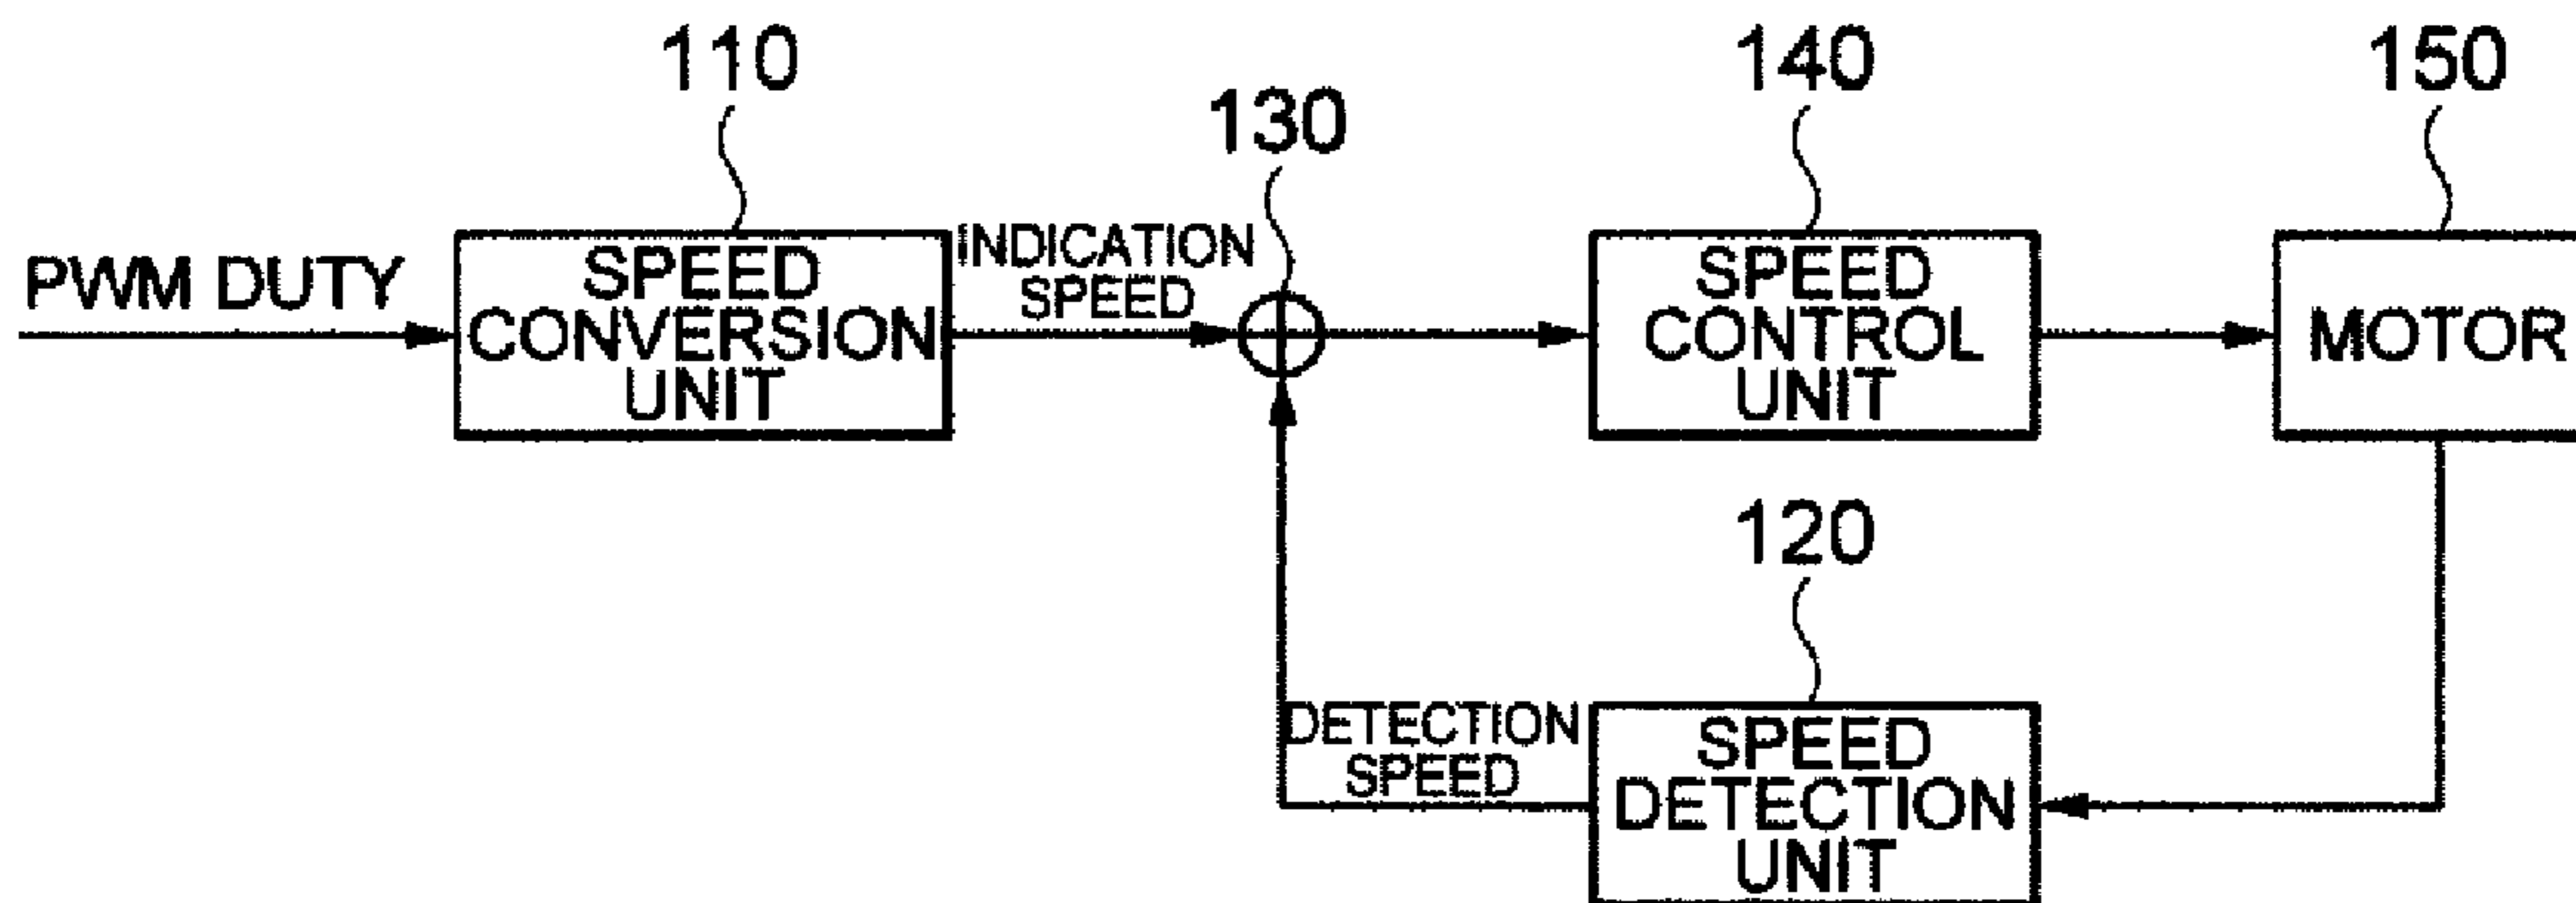 110
140
150
130
PWM DUTY
SPEED
CONVERSION
UNIT
INDICATION
SPEED
SPEED
CONTROL
UNIT
MOTOR
120
DETECTION
SPEED
SPEED
DETECTION
UNIT